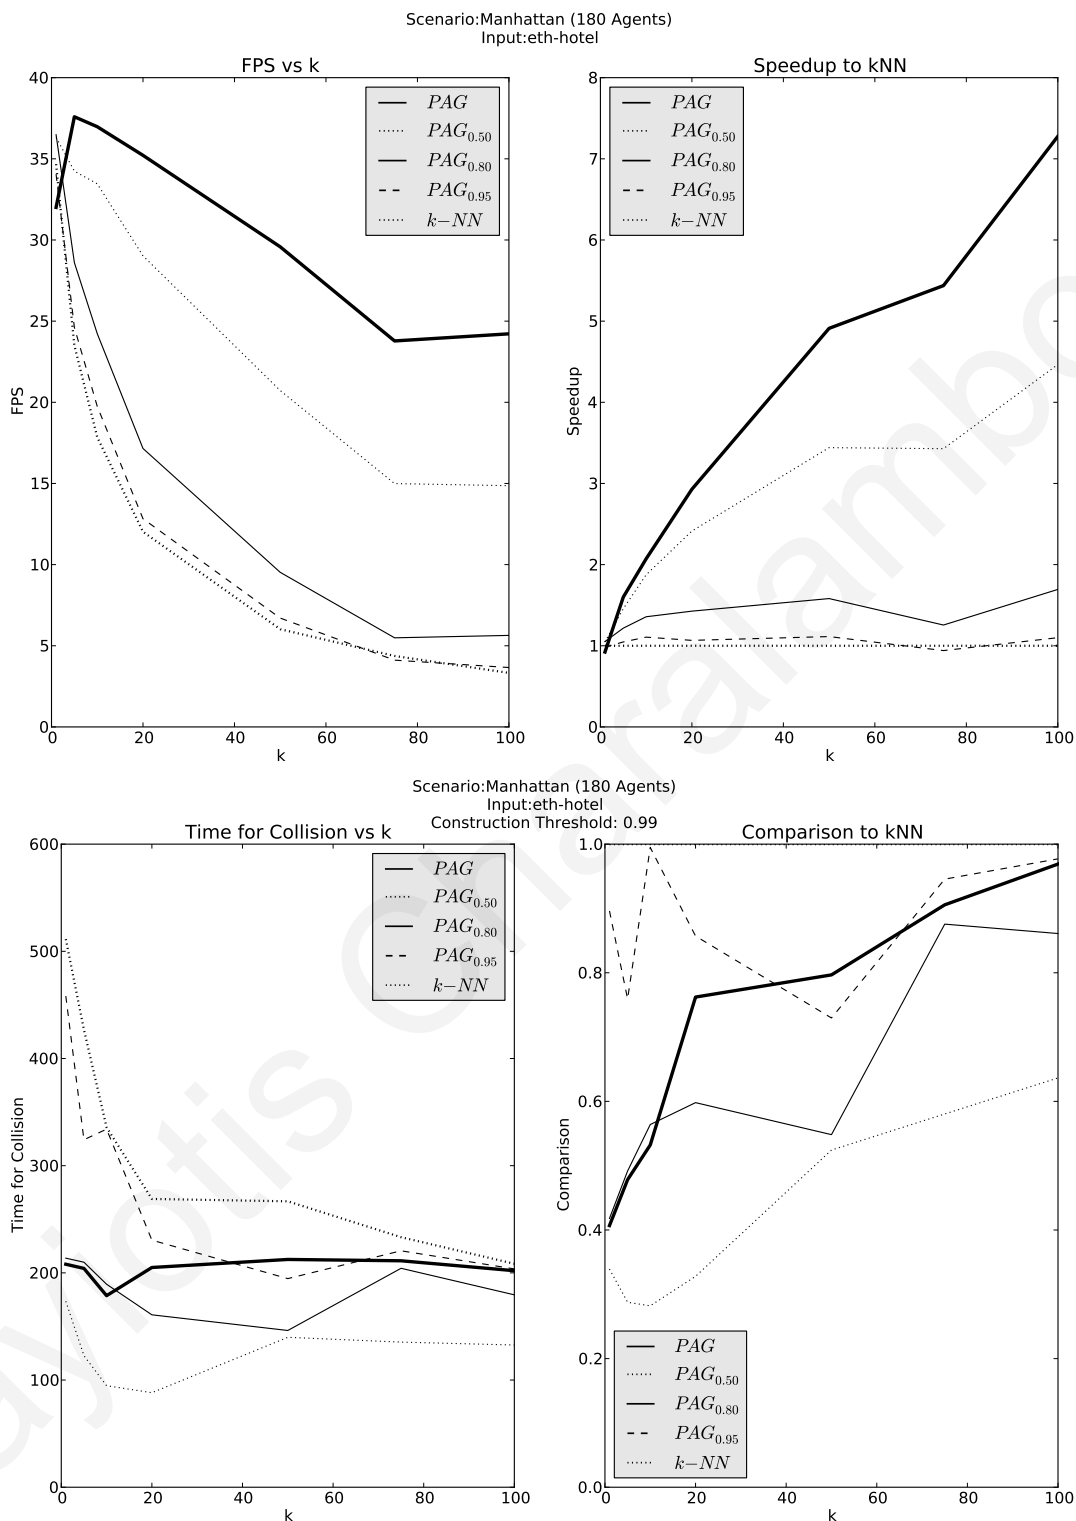 Scenario:Manhattan (180 Agents)
Input:eth-hotel
FPS vs k
40
35
30
25
20
15
10
5
0
FPS
0 20 40 60 80 100
k
PAG
PAG0.50
PAG0.80
PAG0.95
k−NN
Speedup to kNN
8
7
6
5
4
3
2
1
0
Speedup
0 20 40 60 80 100
k
PAG
PAG0.50
PAG0.80
PAG0.95
k−NN
Scenario:Manhattan (180 Agents)
Input:eth-hotel
Construction Threshold: 0.99
Time for Collision vs k
600
500
400
300
200
100
0
Time for Collision
0 20 40 60 80 100
k
PAG
PAG0.50
PAG0.80
PAG0.95
k−NN
Comparison to kNN
1.0
0.8
0.6
0.4
0.2
0.0
Comparison
0 20 40 60 80 100
k
PAG
PAG0.50
PAG0.80
PAG0.95
k−NN